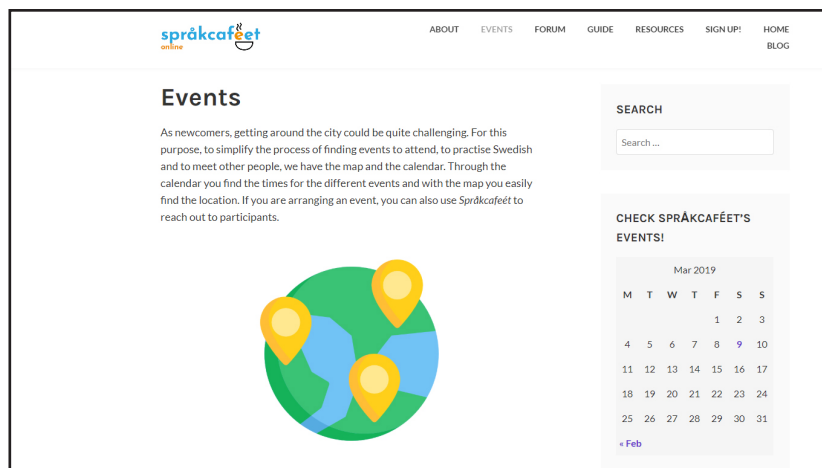 språkcaféet
online
ABOUT EVENTS FORUM GUIDE RESOURCES SIGN UP! HOME
BLOG
Events
As newcomers, getting around the city could be quite challenging. For this
purpose, to simplify the process of finding events to attend, to practise Swedish
and to meet other people, we have the map and the calendar. Through the
calendar you find the times for the different events and with the map you easily
find the location. If you are arranging an event, you can also use Språkcafeét to
reach out to participants.
SEARCH
Search ...
CHECK SPRÅKCAFÉET'S
EVENTS!
Mar 2019
M T W T F S S
1 2 3
4 5 6 7 8 9 10
11 12 13 14 15 16 17
18 19 20 21 22 23 24
25 26 27 28 29 30 31
« Feb